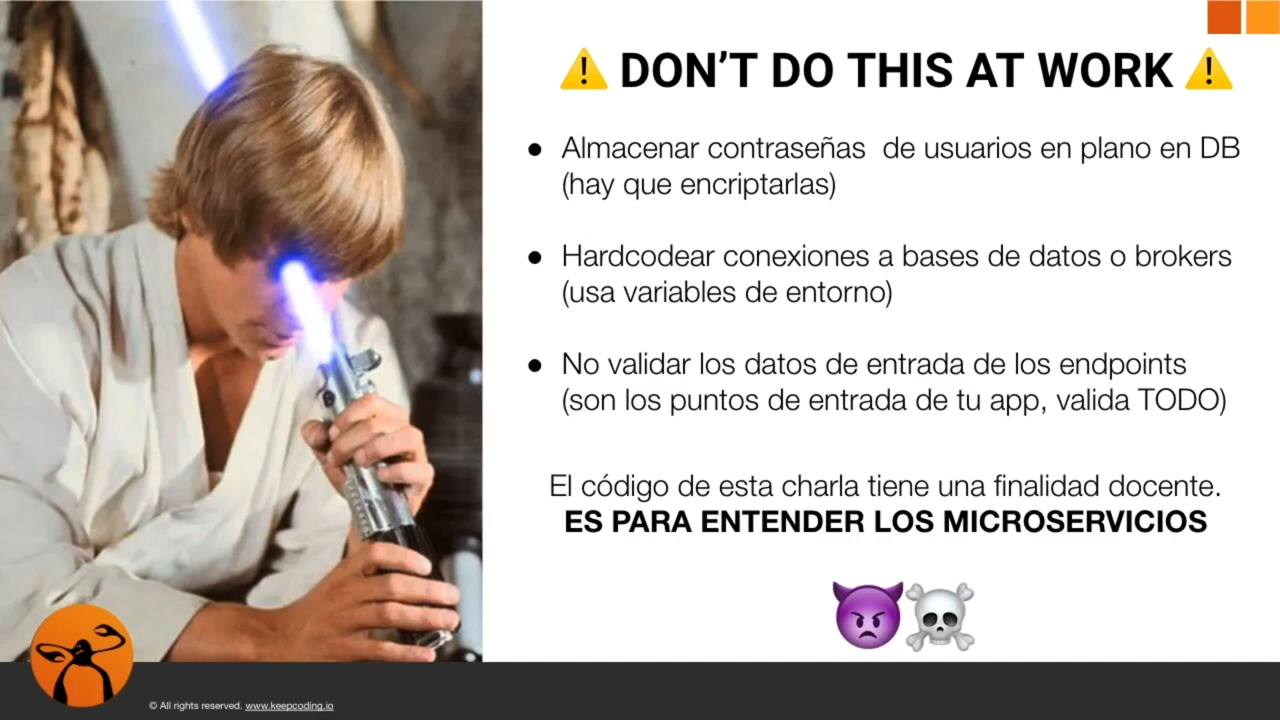 ⚠️ DON’T DO THIS AT WORK ⚠️
● Almacenar contraseñas de usuarios en plano en DB
(hay que encriptarlas)
● Hardcodear conexiones a bases de datos o brokers
(usa variables de entorno)
● No validar los datos de entrada de los endpoints
(son los puntos de entrada de tu app, valida TODO)
El código de esta charla tiene una finalidad docente.
ES PARA ENTENDER LOS MICROSERVICIOS
😈☠️
© All rights reserved. www.keepcoding.io